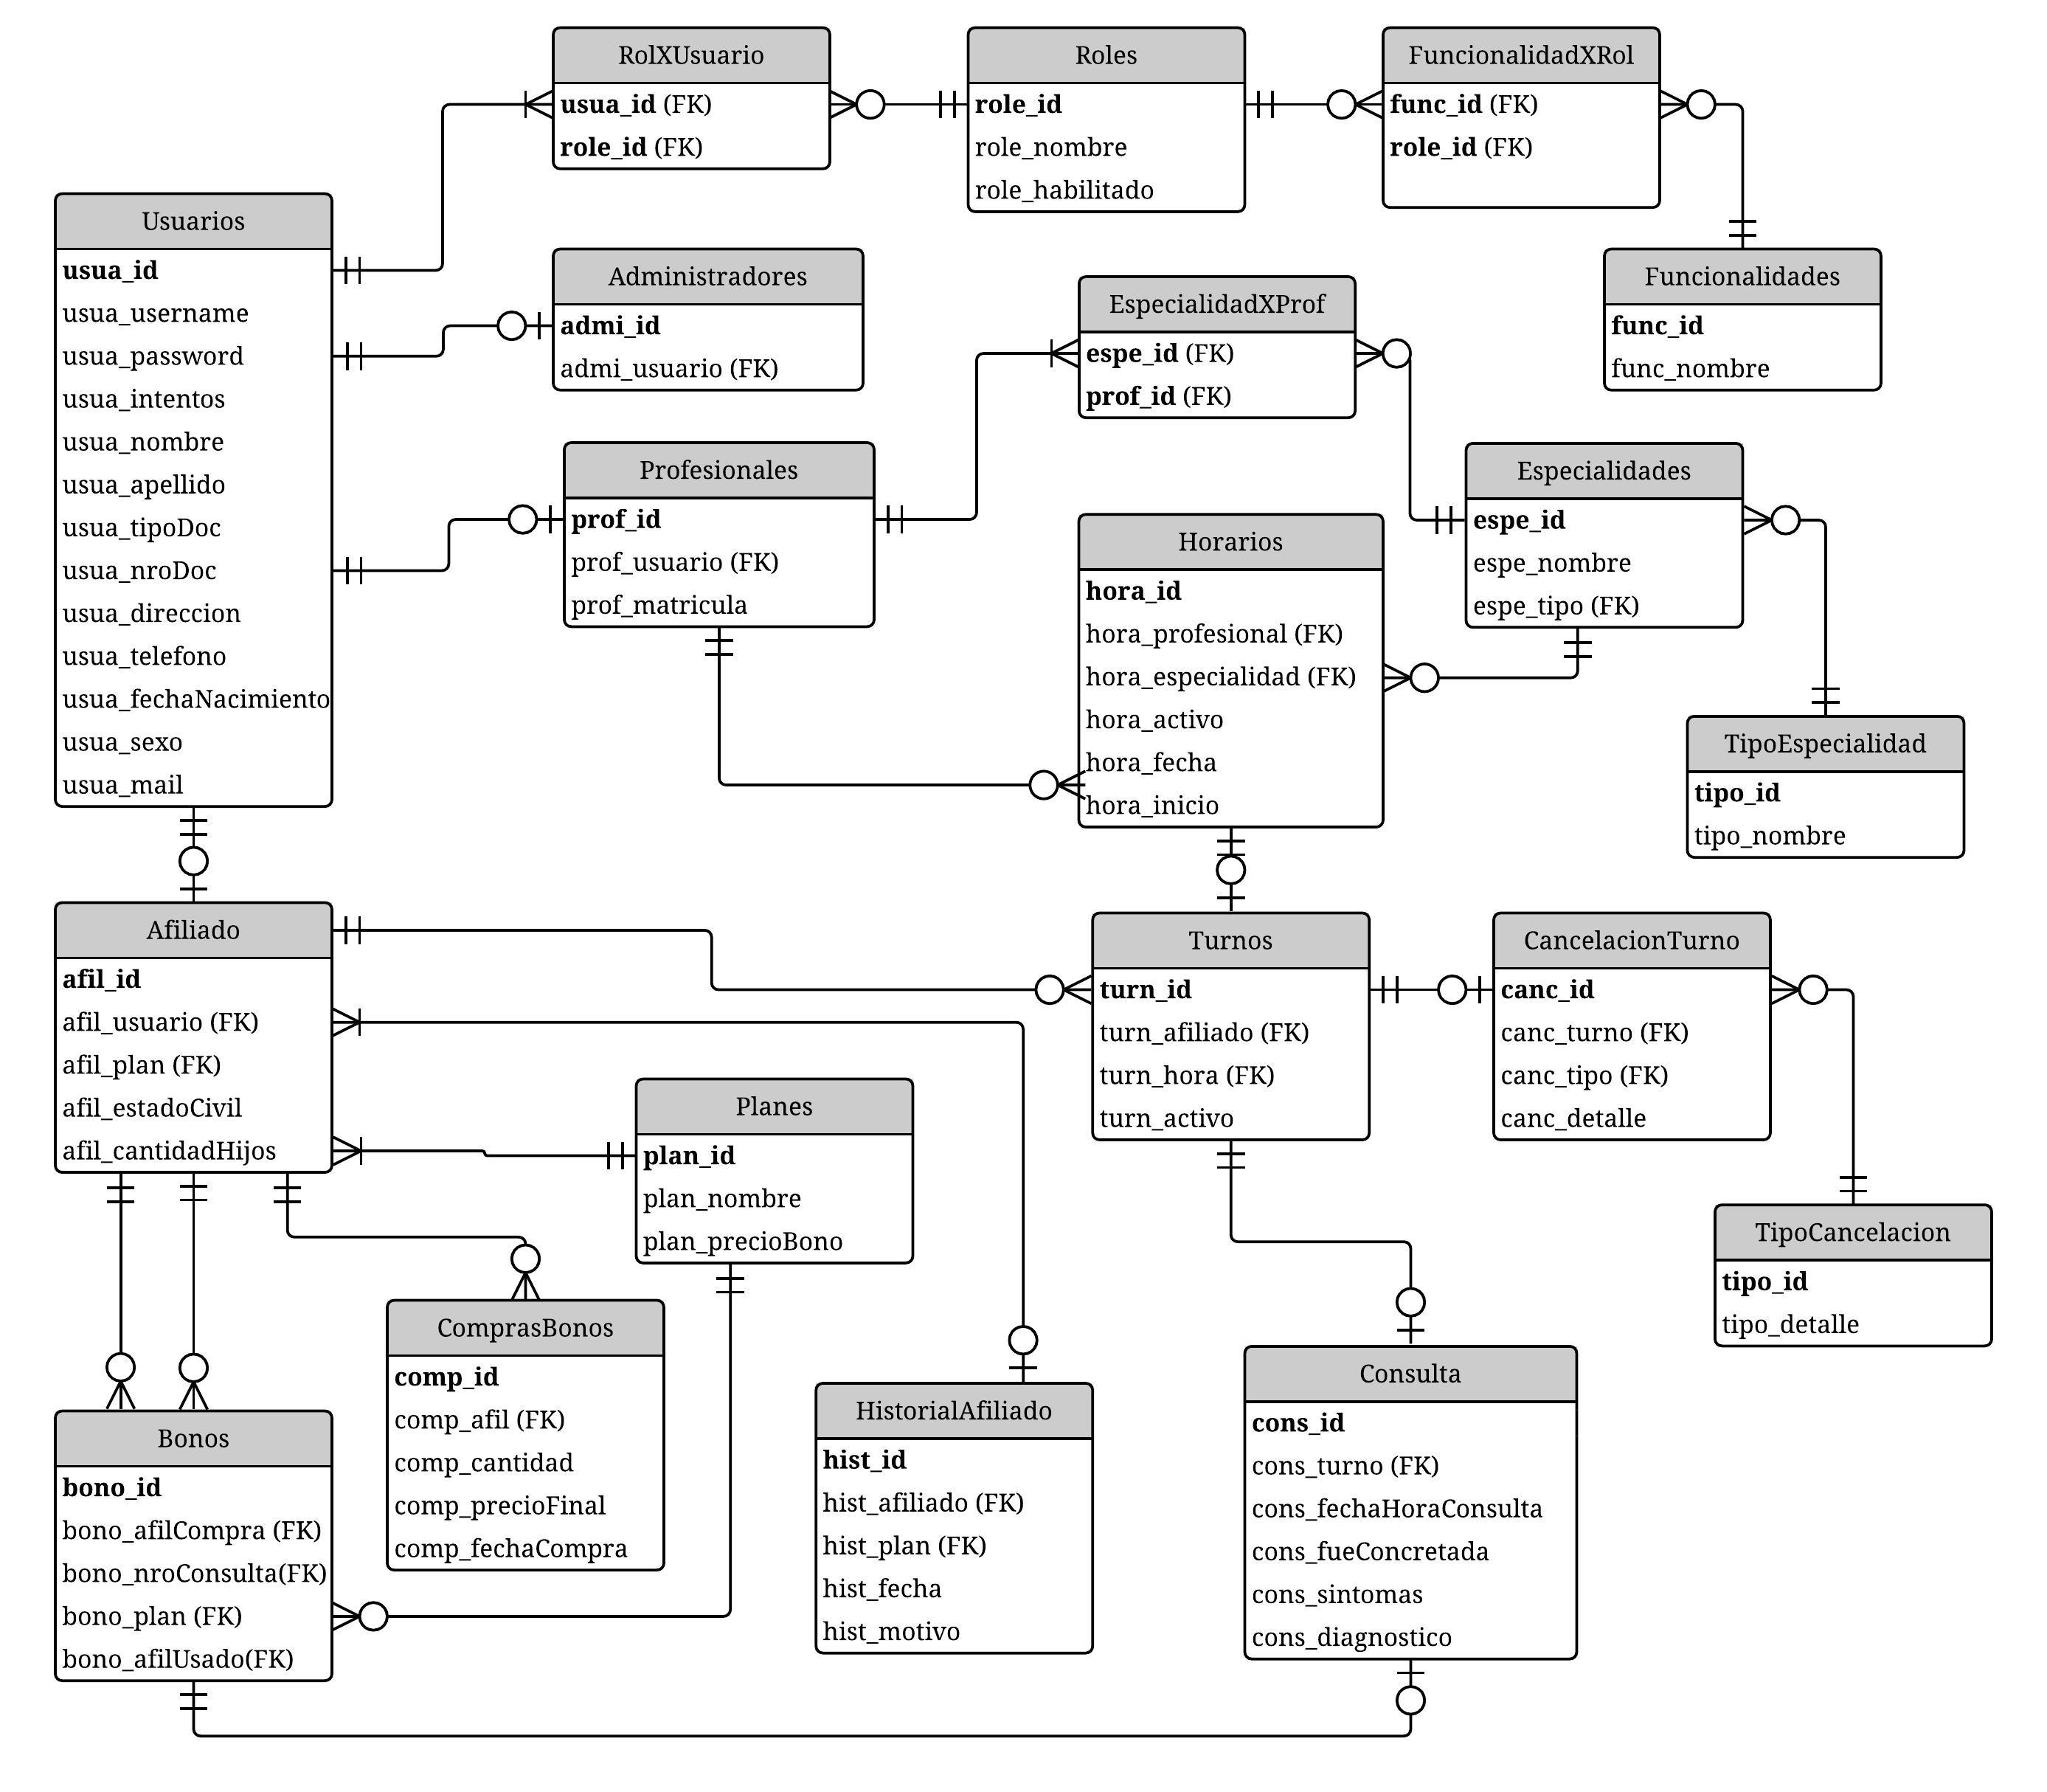 RolXUsuario
usua_id (FK)
role_id (FK)
Roles
role_id
role_nombre
role_habilitado
FuncionalidadXRol
func_id (FK)
role_id (FK)
Usuarios
usua_id
usua_username
usua_password
usua_intentos
usua_nombre
usua_apellido
usua_tipoDoc
usua_nroDoc
usua_direccion
usua_telefono
usua_fechaNacimiento
usua_sexo
usua_mail
Administradores
admi_id
admi_usuario (FK)
EspecialidadXProf
espe_id (FK)
prof_id (FK)
Funcionalidades
func_id
func_nombre
Profesionales
prof_id
prof_usuario (FK)
prof_matricula
Especialidades
espe_id
espe_nombre
espe_tipo (FK)
Horarios
hora_id
hora_profesional (FK)
hora_especialidad (FK)
hora_activo
hora_fecha
hora_inicio
TipoEspecialidad
tipo_id
tipo_nombre
Afiliado
afil_id
afil_usuario (FK)
afil_plan (FK)
afil_estadoCivil
afil_cantidadHijos
Turnos
turn_id
turn_afiliado (FK)
turn_hora (FK)
turn_activo
CancelacionTurno
canc_id
canc_turno (FK)
canc_tipo (FK)
canc_detalle
Planes
plan_id
plan_nombre
plan_precioBono
TipoCancelacion
tipo_id
tipo_detalle
ComprasBonos
comp_id
comp_afil (FK)
comp_cantidad
comp_precioFinal
comp_fechaCompra
HistorialAfiliado
hist_id
hist_afiliado (FK)
hist_plan (FK)
hist_fecha
hist_motivo
Consulta
cons_id
cons_turno (FK)
cons_fechaHoraConsulta
cons_fueConcretada
cons_sintomas
cons_diagnostico
Bonos
bono_id
bono_afilCompra (FK)
bono_nroConsulta(FK)
bono_plan (FK)
bono_afilUsado(FK)